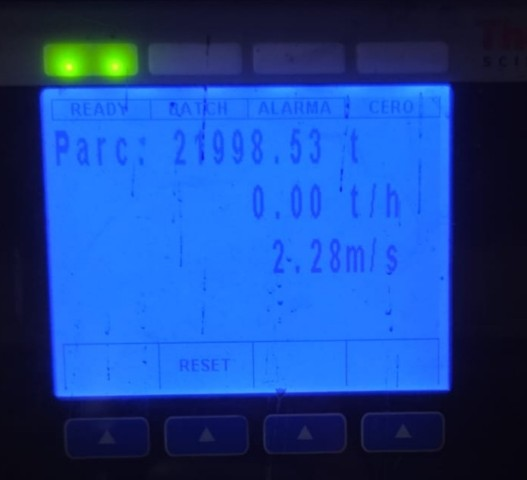 READY BATCH ALARMA CERO
Parc: 21998.53 t
0.00 t/h
2.28m/s
RESET